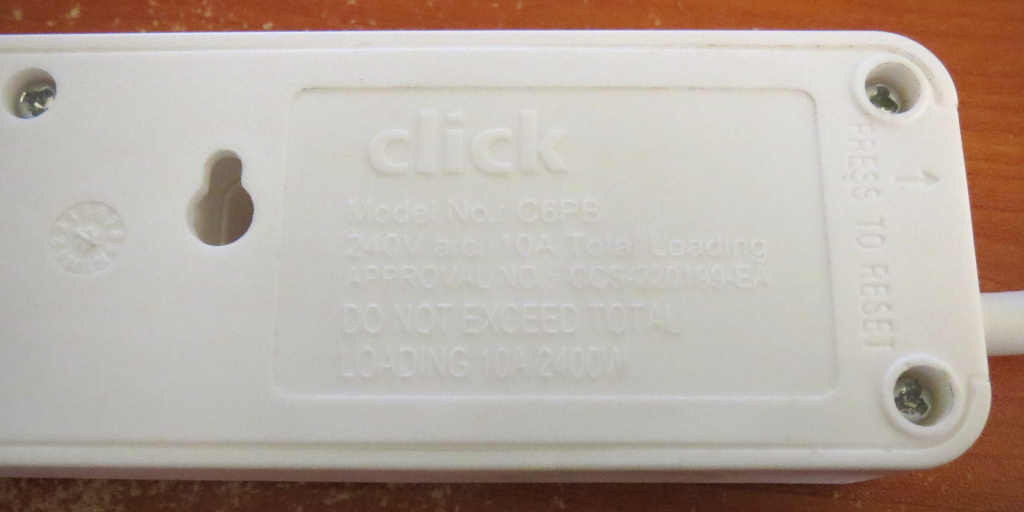 click
Model No.: C6PB
240V a.c. 10A Total Loading
APPROVAL NO. QCS-220199-EA
DO NOT EXCEED TOTAL
LOADING 10A 2400W.
PRESS TO RESET